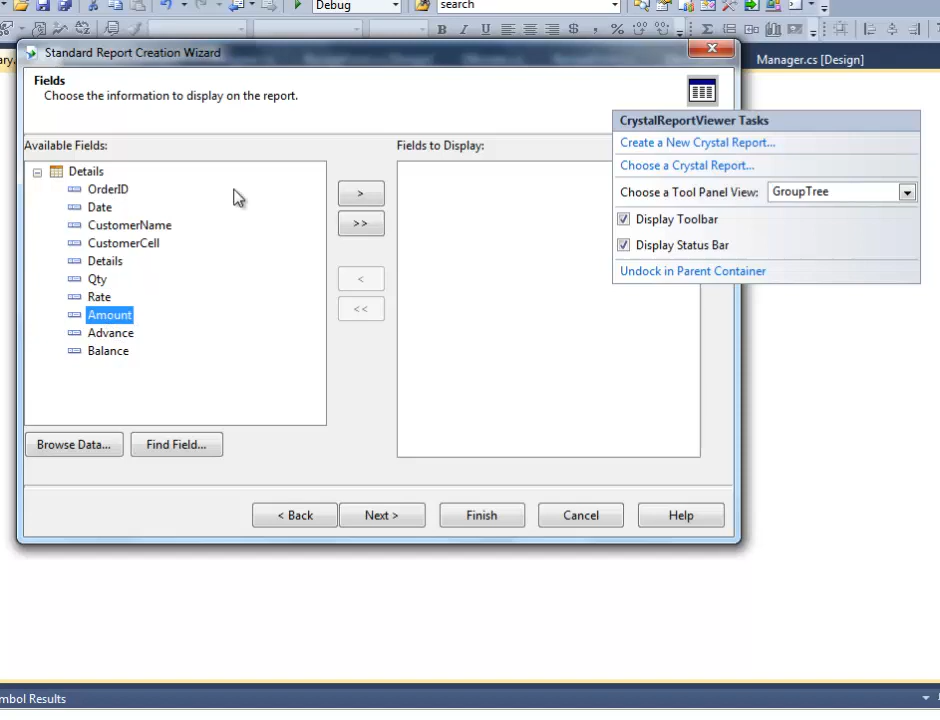 Debug
search
B I U $ , % Σ
Standard Report Creation Wizard
ary.
Manager.cs [Design]
Fields
Choose the information to display on the report.
CrystalReportViewer Tasks
Create a New Crystal Report...
Choose a Crystal Report...
Choose a Tool Panel View: GroupTree
Display Toolbar
Display Status Bar
Undock in Parent Container
Available Fields:
Fields to Display:
Details
OrderID
Date
CustomerName
CustomerCell
Details
Qty
Rate
Amount
Advance
Balance
>
>>
<
<<
Browse Data...
Find Field...
< Back
Next >
Finish
Cancel
Help
mbol Results